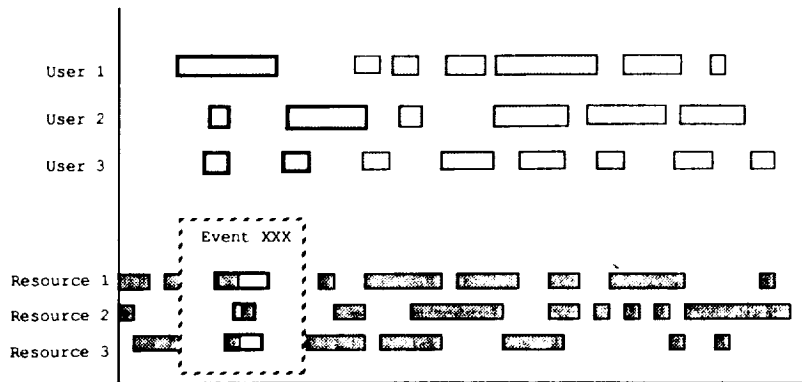 User 1
User 2
User 3
Event XXX
Resource 1
Resource 2
Resource 3